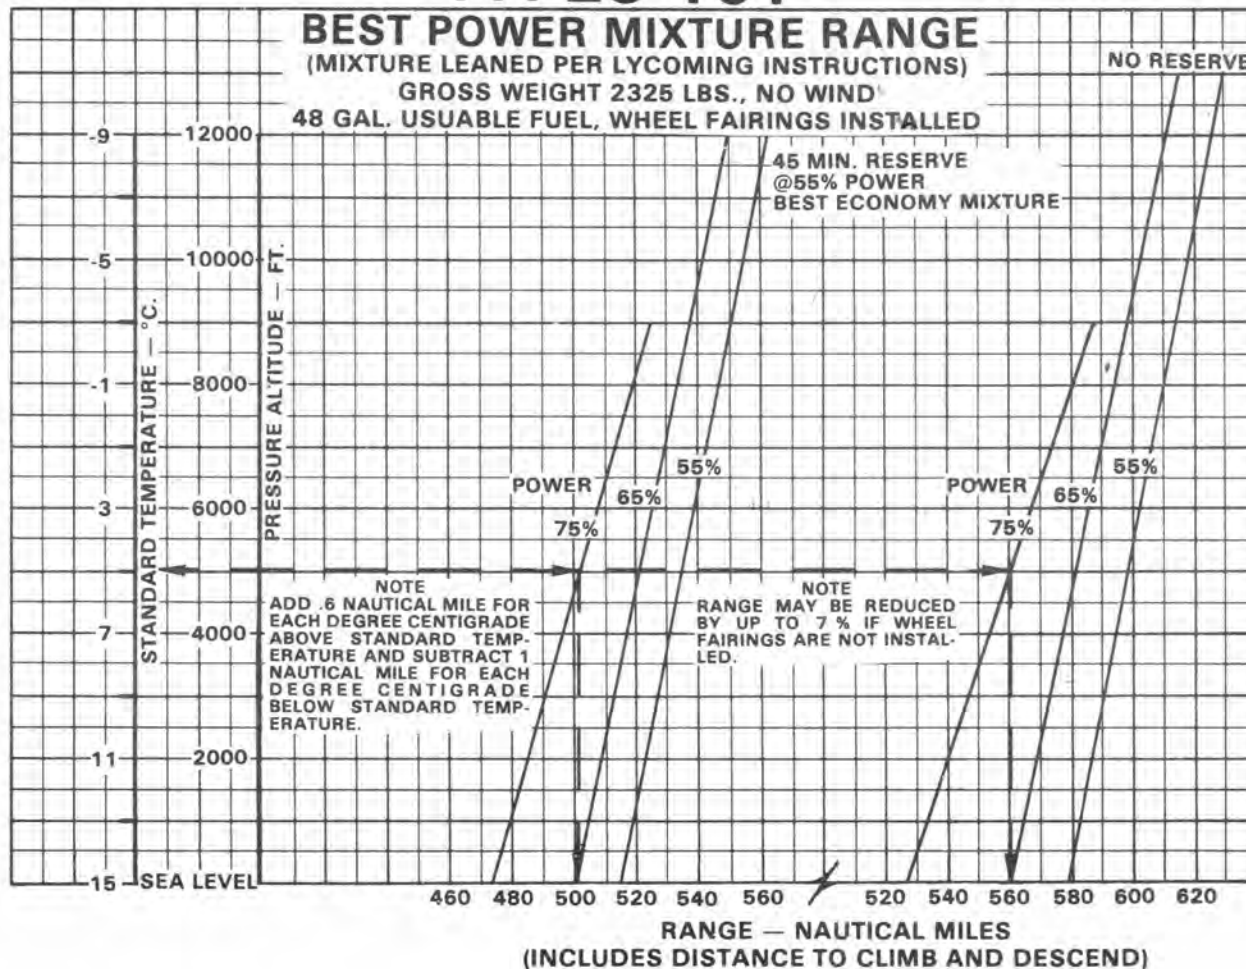 BEST POWER MIXTURE RANGE
(MIXTURE LEANED PER LYCOMING INSTRUCTIONS)
GROSS WEIGHT 2325 LBS., NO WIND
48 GAL. USUABLE FUEL, WHEEL FAIRINGS INSTALLED
NO RESERVE
45 MIN. RESERVE
@55% POWER
BEST ECONOMY MIXTURE
-9
12000
-5
10000
-1
8000
3
6000
7
4000
11
2000
15
SEA LEVEL
STANDARD TEMPERATURE — °C.
PRESSURE ALTITUDE — FT.
POWER
75%
65%
55%
POWER
75%
65%
55%
NOTE
ADD .6 NAUTICAL MILE FOR
EACH DEGREE CENTIGRADE
ABOVE STANDARD TEMP-
ERATURE AND SUBTRACT 1
NAUTICAL MILE FOR EACH
DEGREE CENTIGRADE
BELOW STANDARD TEMP-
ERATURE.
NOTE
RANGE MAY BE REDUCED
BY UP TO 7 % IF WHEEL
FAIRINGS ARE NOT INSTAL-
LED.
460 480 500 520 540 560 520 540 560 580 600 620
RANGE — NAUTICAL MILES
(INCLUDES DISTANCE TO CLIMB AND DESCEND)